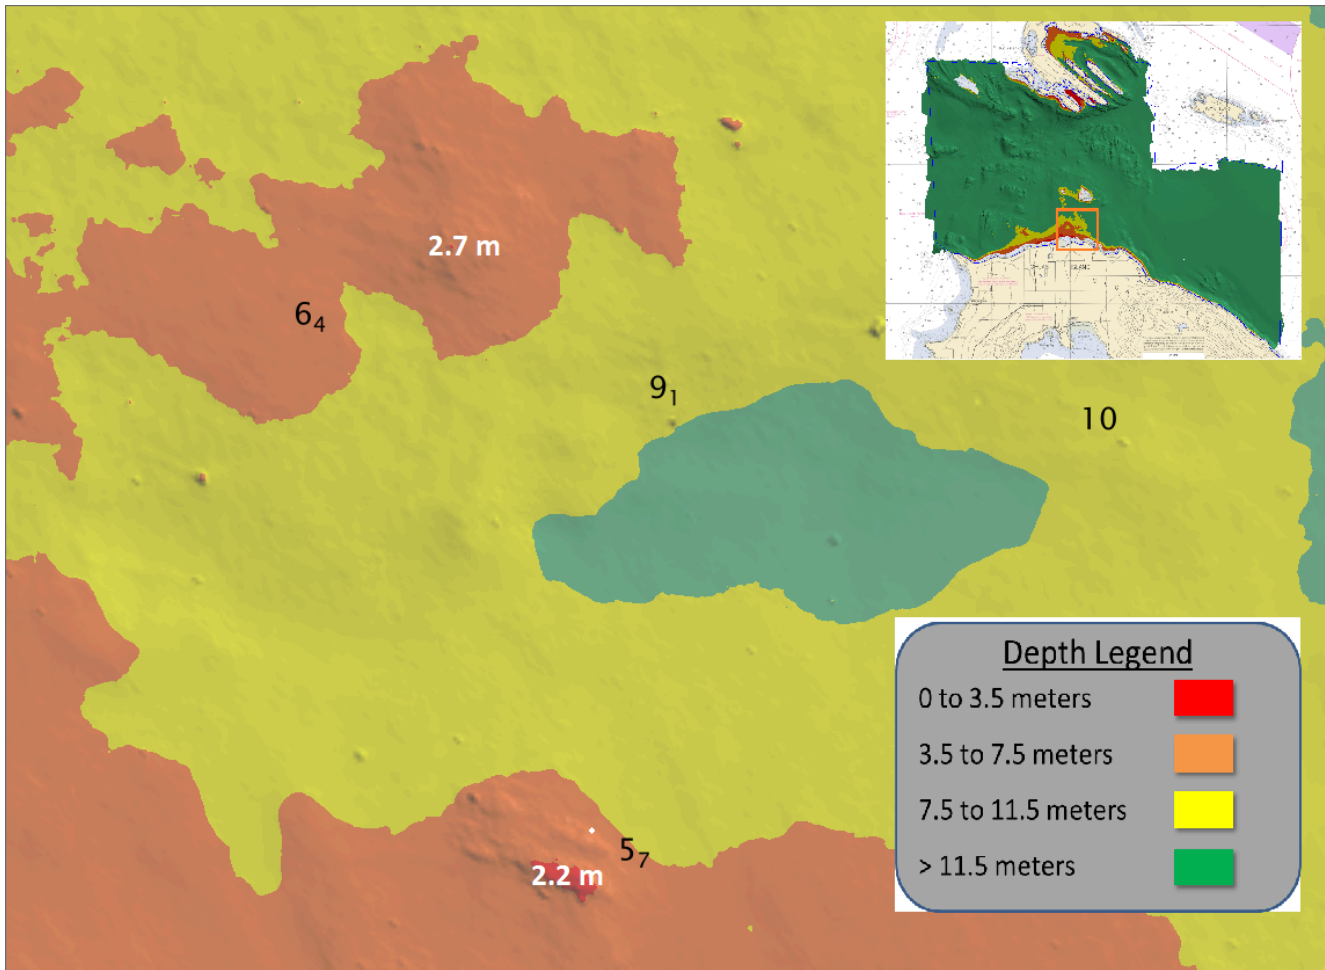 2.7 m
6₄
9₁
10
5₇
2.2 m
Depth Legend
0 to 3.5 meters
3.5 to 7.5 meters
7.5 to 11.5 meters
> 11.5 meters